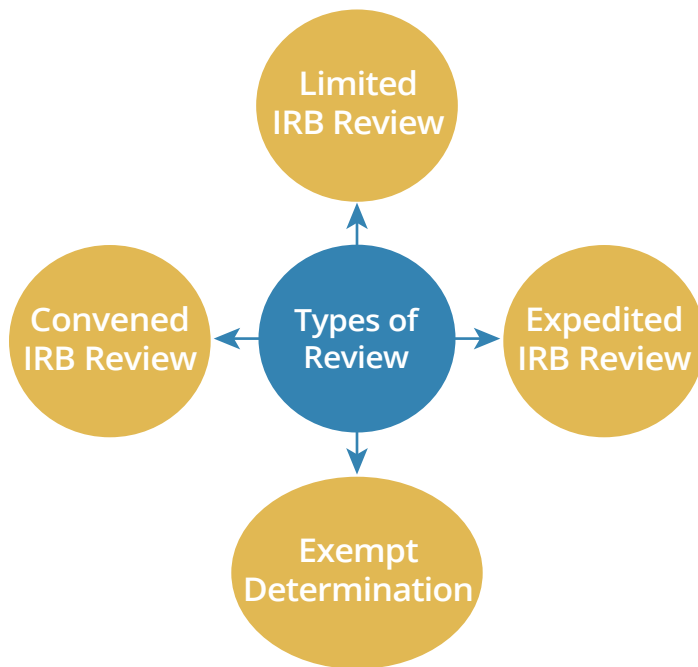 Limited
IRB Review
Convened
IRB Review
Types of
Review
Expedited
IRB Review
Exempt
Determination